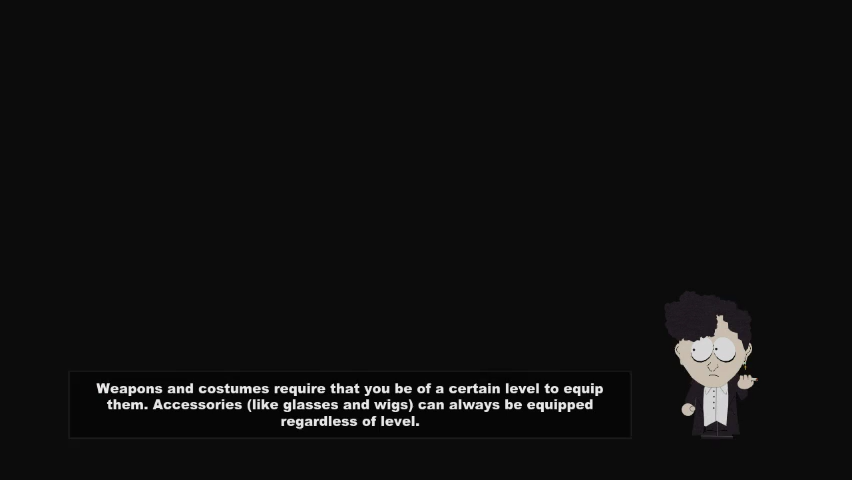 Weapons and costumes require that you be of a certain level to equip
them. Accessories (like glasses and wigs) can always be equipped
regardless of level.